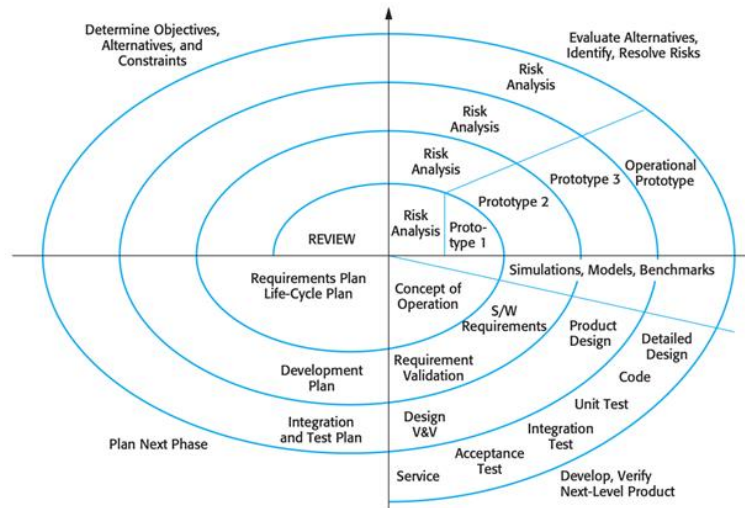 Determine Objectives,
Alternatives, and
Constraints
Evaluate Alternatives,
Identify, Resolve Risks
Risk
Analysis
Risk
Analysis
Risk
Analysis
Risk
Analysis
Proto-
type 1
Prototype 2
Prototype 3
Operational
Prototype
REVIEW
Requirements Plan
Life-Cycle Plan
Concept of
Operation
Simulations, Models, Benchmarks
S/W
Requirements
Product
Design
Detailed
Design
Development
Plan
Requirement
Validation
Code
Unit Test
Integration
and Test Plan
Design
V&V
Integration
Test
Acceptance
Test
Service
Plan Next Phase
Develop, Verify
Next-Level Product